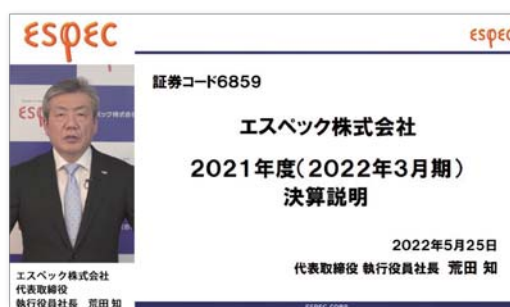 ESPEC
espec
証券コード6859
エスペック株式会社
2021年度(2022年3月期)
決算説明
2022年5月25日
代表取締役 執行役員社長 荒田 知
エスペック株式会社
代表取締役
執行役員社長 荒田 知